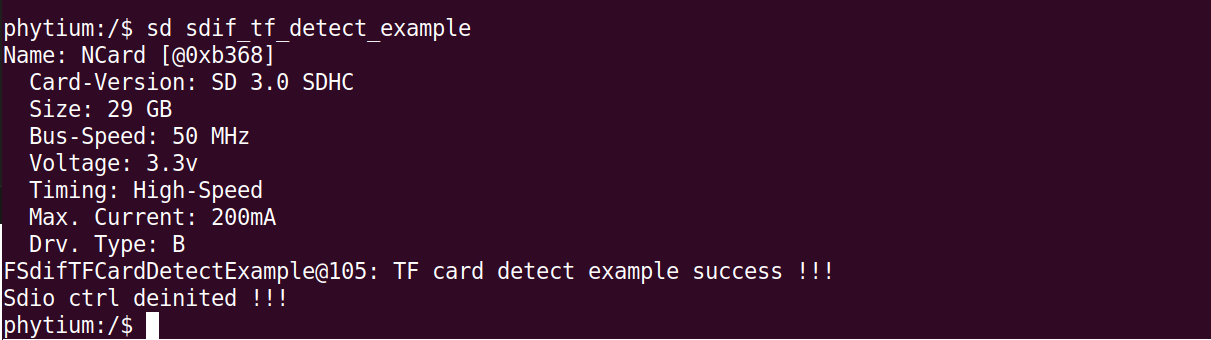 phytium:/$ sd sdif_tf_detect_example
Name: NCard [@0xb368]
  Card-Version: SD 3.0 SDHC
  Size: 29 GB
  Bus-Speed: 50 MHz
  Voltage: 3.3v
  Timing: High-Speed
  Max. Current: 200mA
  Drv. Type: B
FSdifTFCardDetectExample@105: TF card detect example success !!!
Sdio ctrl deinited !!!
phytium:/$